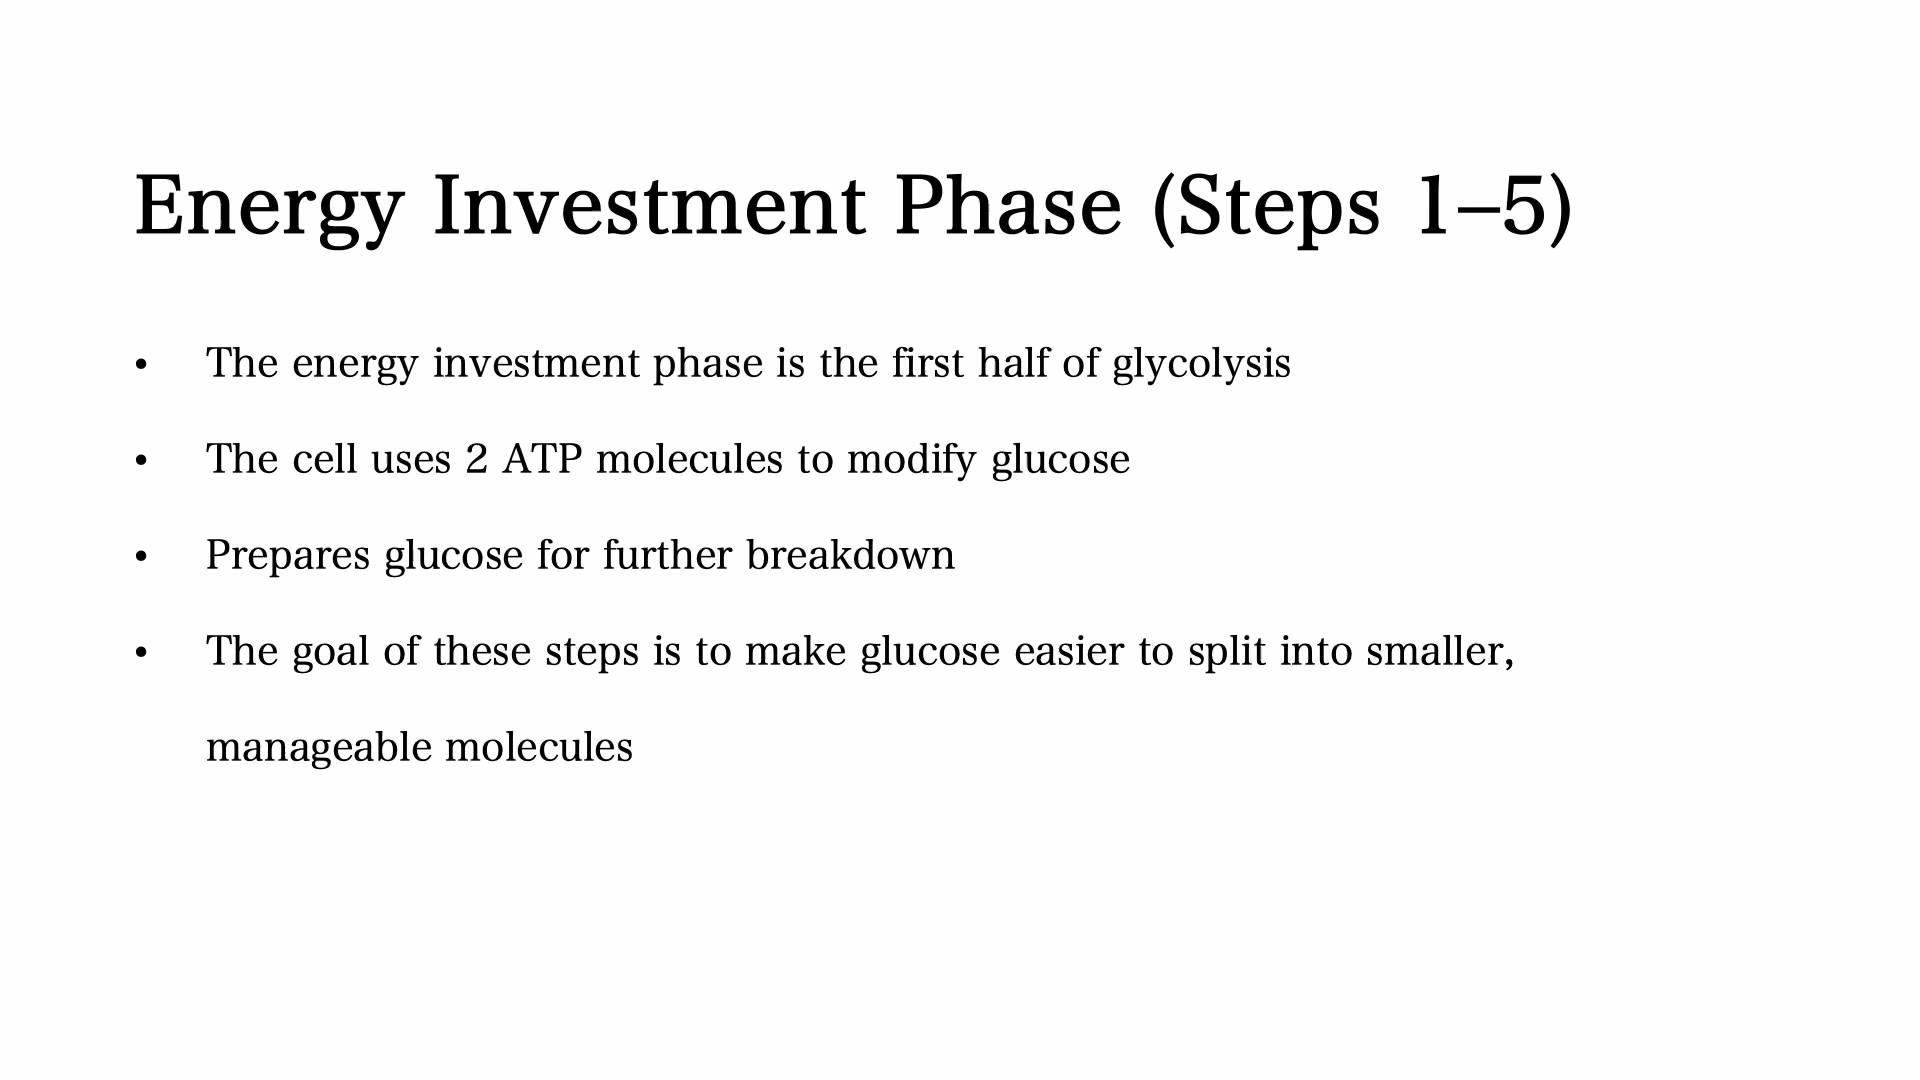 Energy Investment Phase (Steps 1–5)
• The energy investment phase is the first half of glycolysis
• The cell uses 2 ATP molecules to modify glucose
• Prepares glucose for further breakdown
• The goal of these steps is to make glucose easier to split into smaller,
manageable molecules